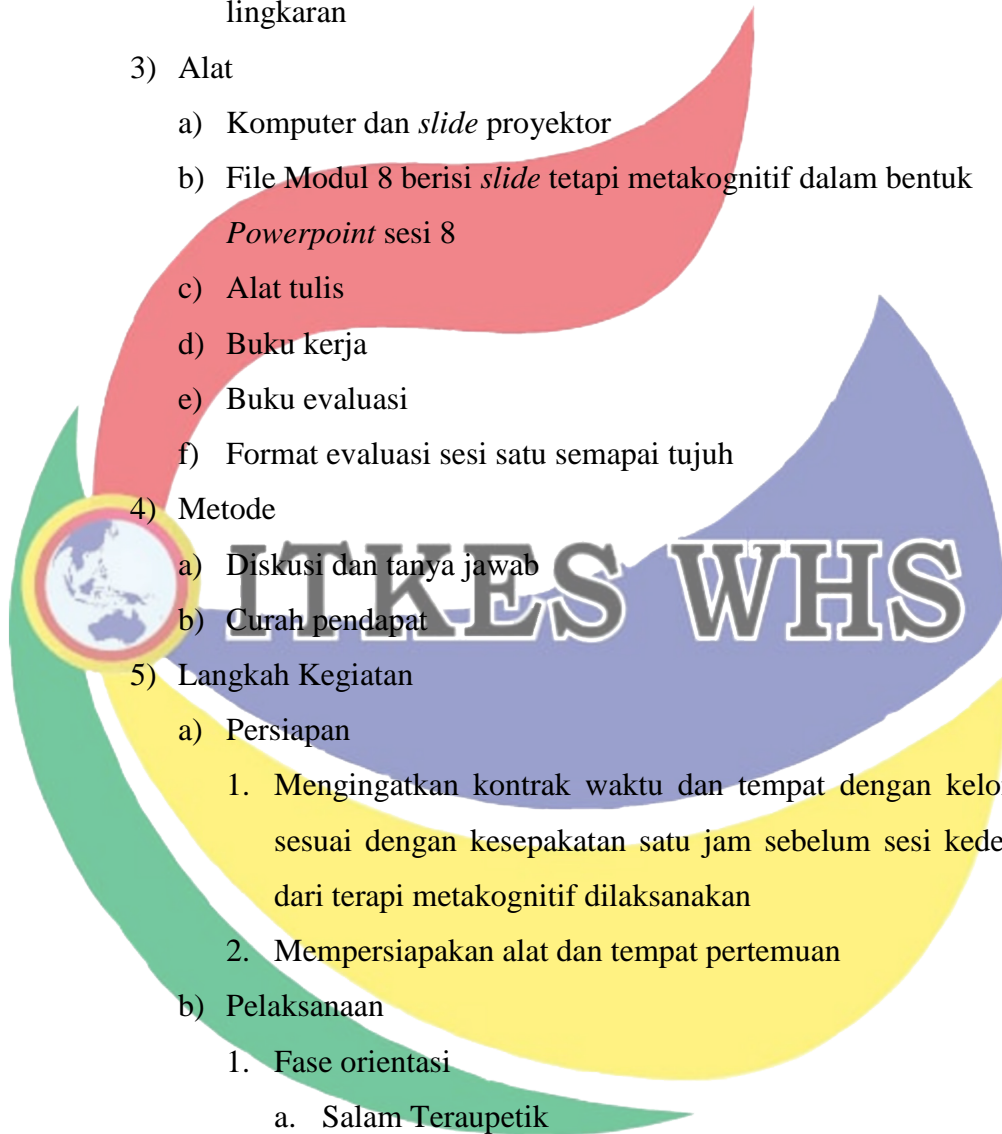 lingkaran
3) Alat
a) Komputer dan slide proyektor
b) File Modul 8 berisi slide tetapi metakognitif dalam bentuk
Powerpoint sesi 8
c) Alat tulis
d) Buku kerja
e) Buku evaluasi
f) Format evaluasi sesi satu semapai tujuh
4) Metode
a) Diskusi dan tanya jawab
b) Curah pendapat
ITKES WHS
5) Langkah Kegiatan
a) Persiapan
1. Mengingatkan kontrak waktu dan tempat dengan kelo
sesuai dengan kesepakatan satu jam sebelum sesi kede
dari terapi metakognitif dilaksanakan
2. Mempersiapakan alat dan tempat pertemuan
b) Pelaksanaan
1. Fase orientasi
a. Salam Teraupetik